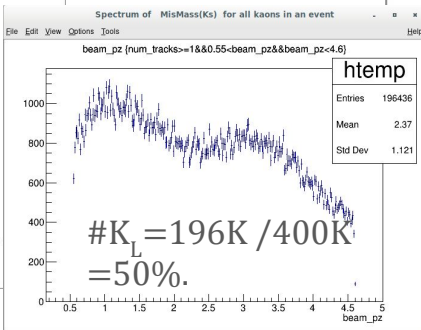 Spectrum of MisMass(Ks) for all kaons in an event
File Edit View Options Tools Help
beam_pz {num_tracks>=1&&0.55<beam_pz&&beam_pz<4.6}
htemp
Entries 196436
Mean 2.37
Std Dev 1.121
1000
800
600
400
200
0
#K_L=196K /400K
=50%.
0.5 1 1.5 2 2.5 3 3.5 4 4.5 5
beam_pz